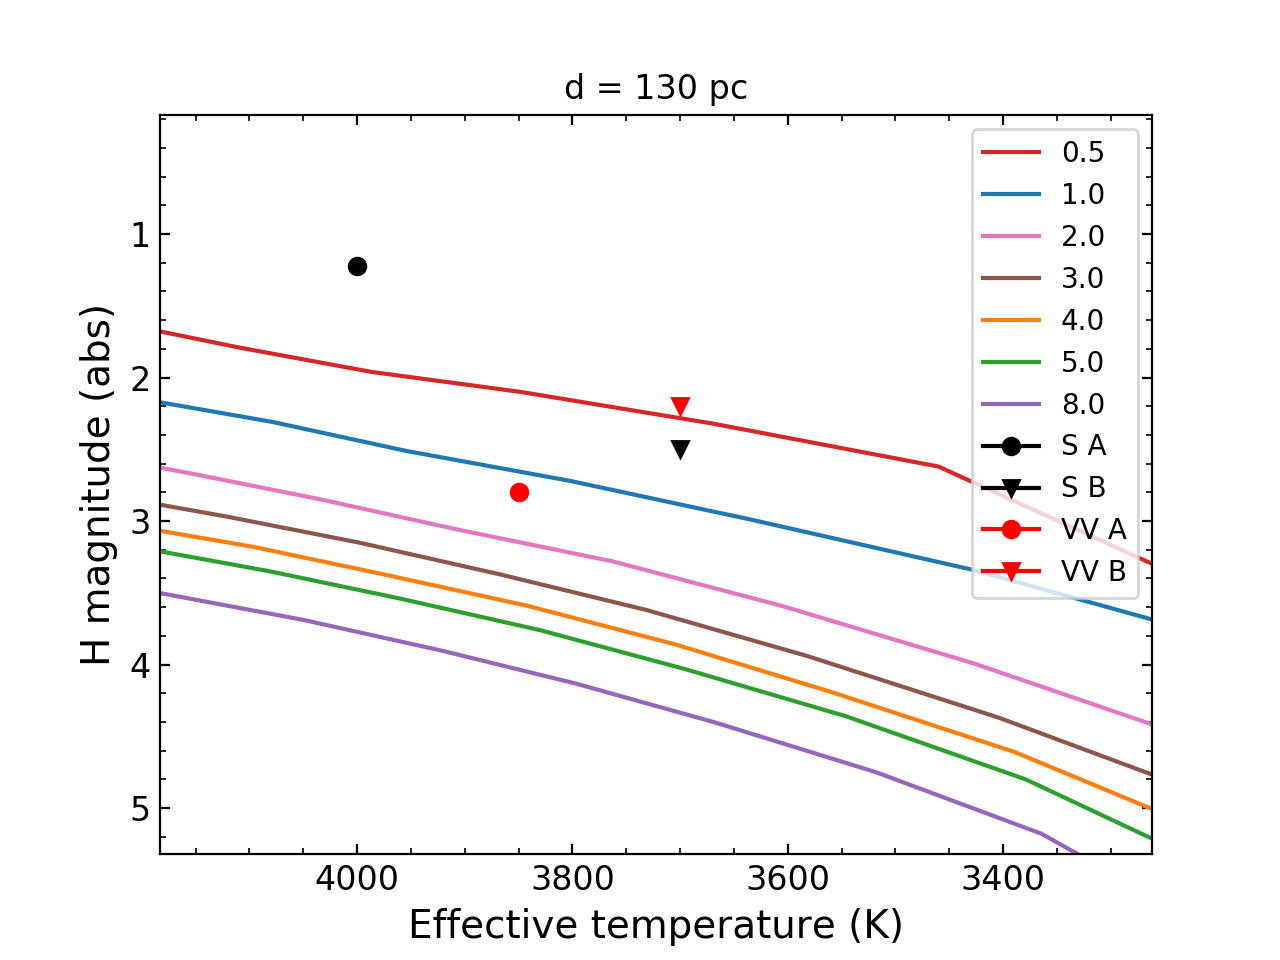 d = 130 pc
H magnitude (abs)
1
2
3
4
5
0.5
1.0
2.0
3.0
4.0
5.0
8.0
S A
S B
VV A
VV B
4000 3800 3600 3400
Effective temperature (K)